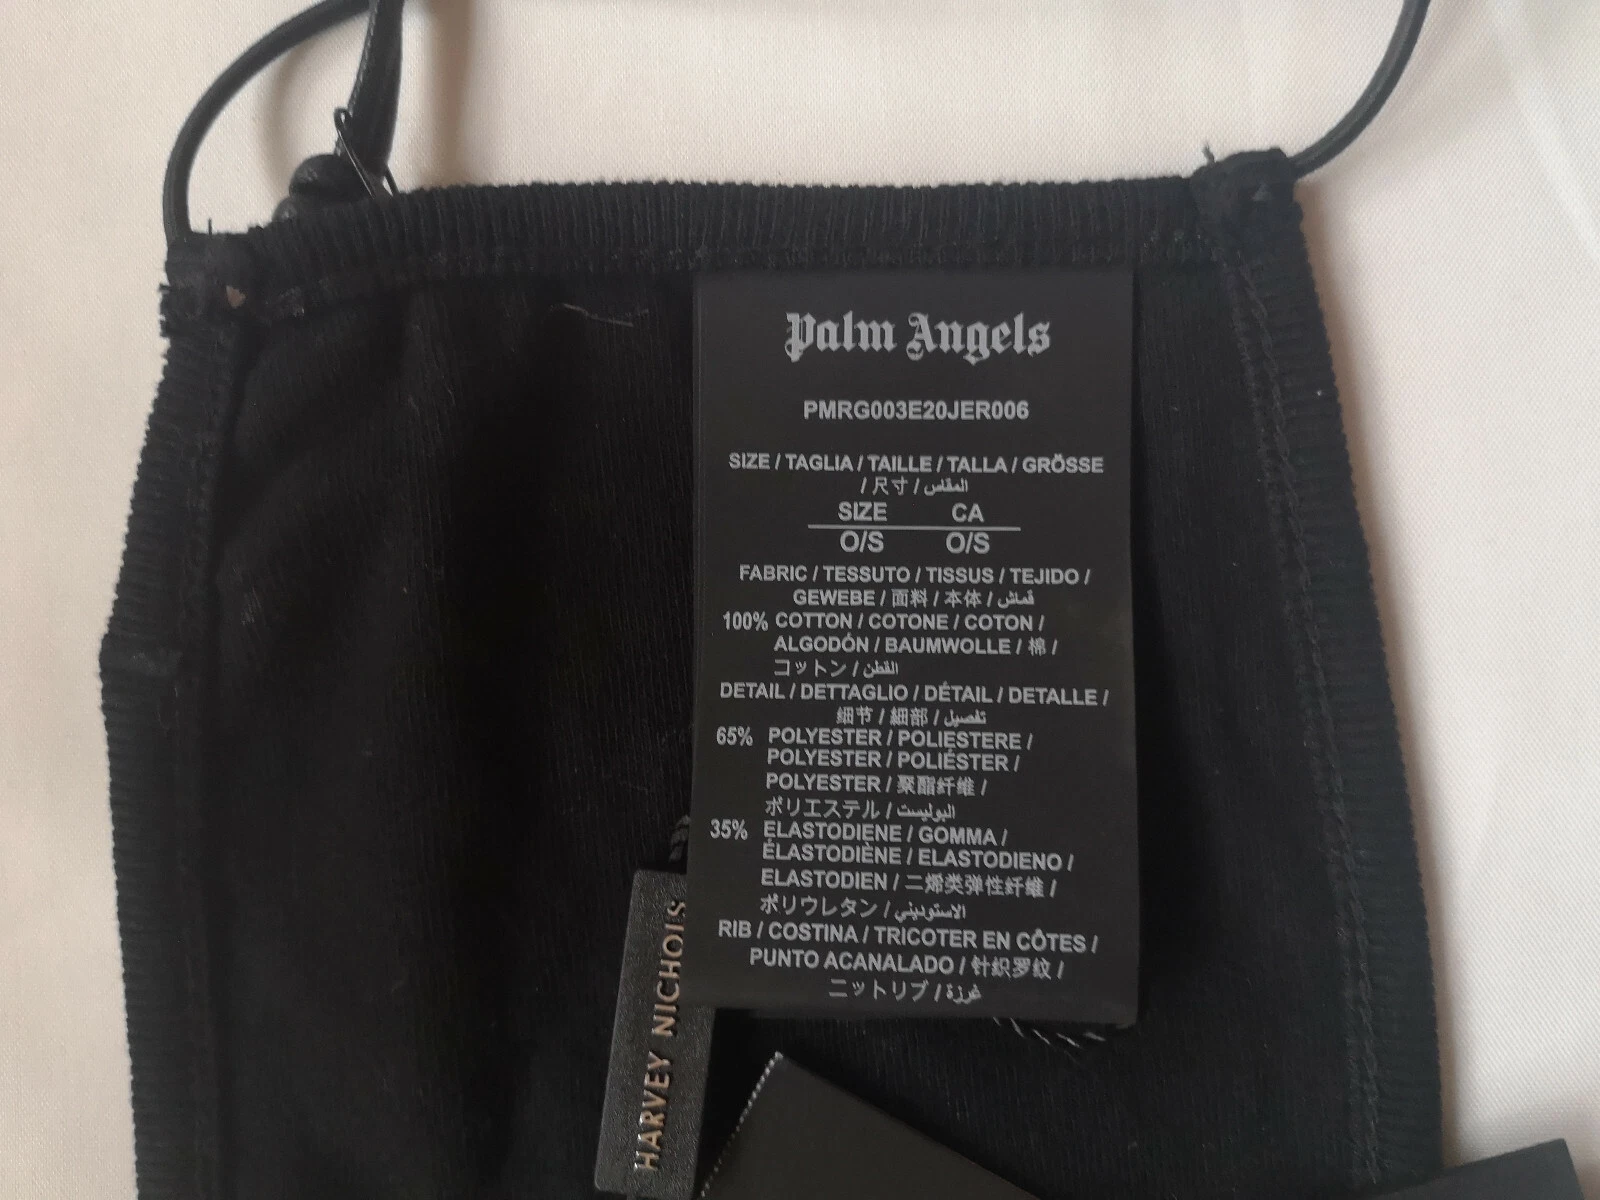 Palm Angels
PMRG003E20JER006
SIZE / TAGLIA / TAILLE / TALLA / GRÖSSE
/ 尺寸 / المقاس
SIZE CA
O/S O/S
FABRIC / TESSUTO / TISSUS / TEJIDO /
GEWEBE / 面料 / 本体 / قماش
100% COTTON / COTONE / COTON /
ALGODÓN / BAUMWOLLE / 棉 /
コットン / القطن
DETAIL / DETTAGLIO / DÉTAIL / DETALLE /
细节 / 細部 / تفصيل
65% POLYESTER / POLIESTERE /
POLYESTER / POLIÉSTER /
POLYESTER / 聚酯纤维 /
ポリエステル / البوليست
35% ELASTODIENE / GOMMA /
ÉLASTODIÈNE / ELASTODIENO /
ELASTODIEN / 二烯类弹性纤维 /
ポリウレタン / الاستوديني
RIB / COSTINA / TRICOTER EN CÔTES /
PUNTO ACANALADO / 针织罗纹 /
ニットリブ / غرزة
HARVEY NICHOLS